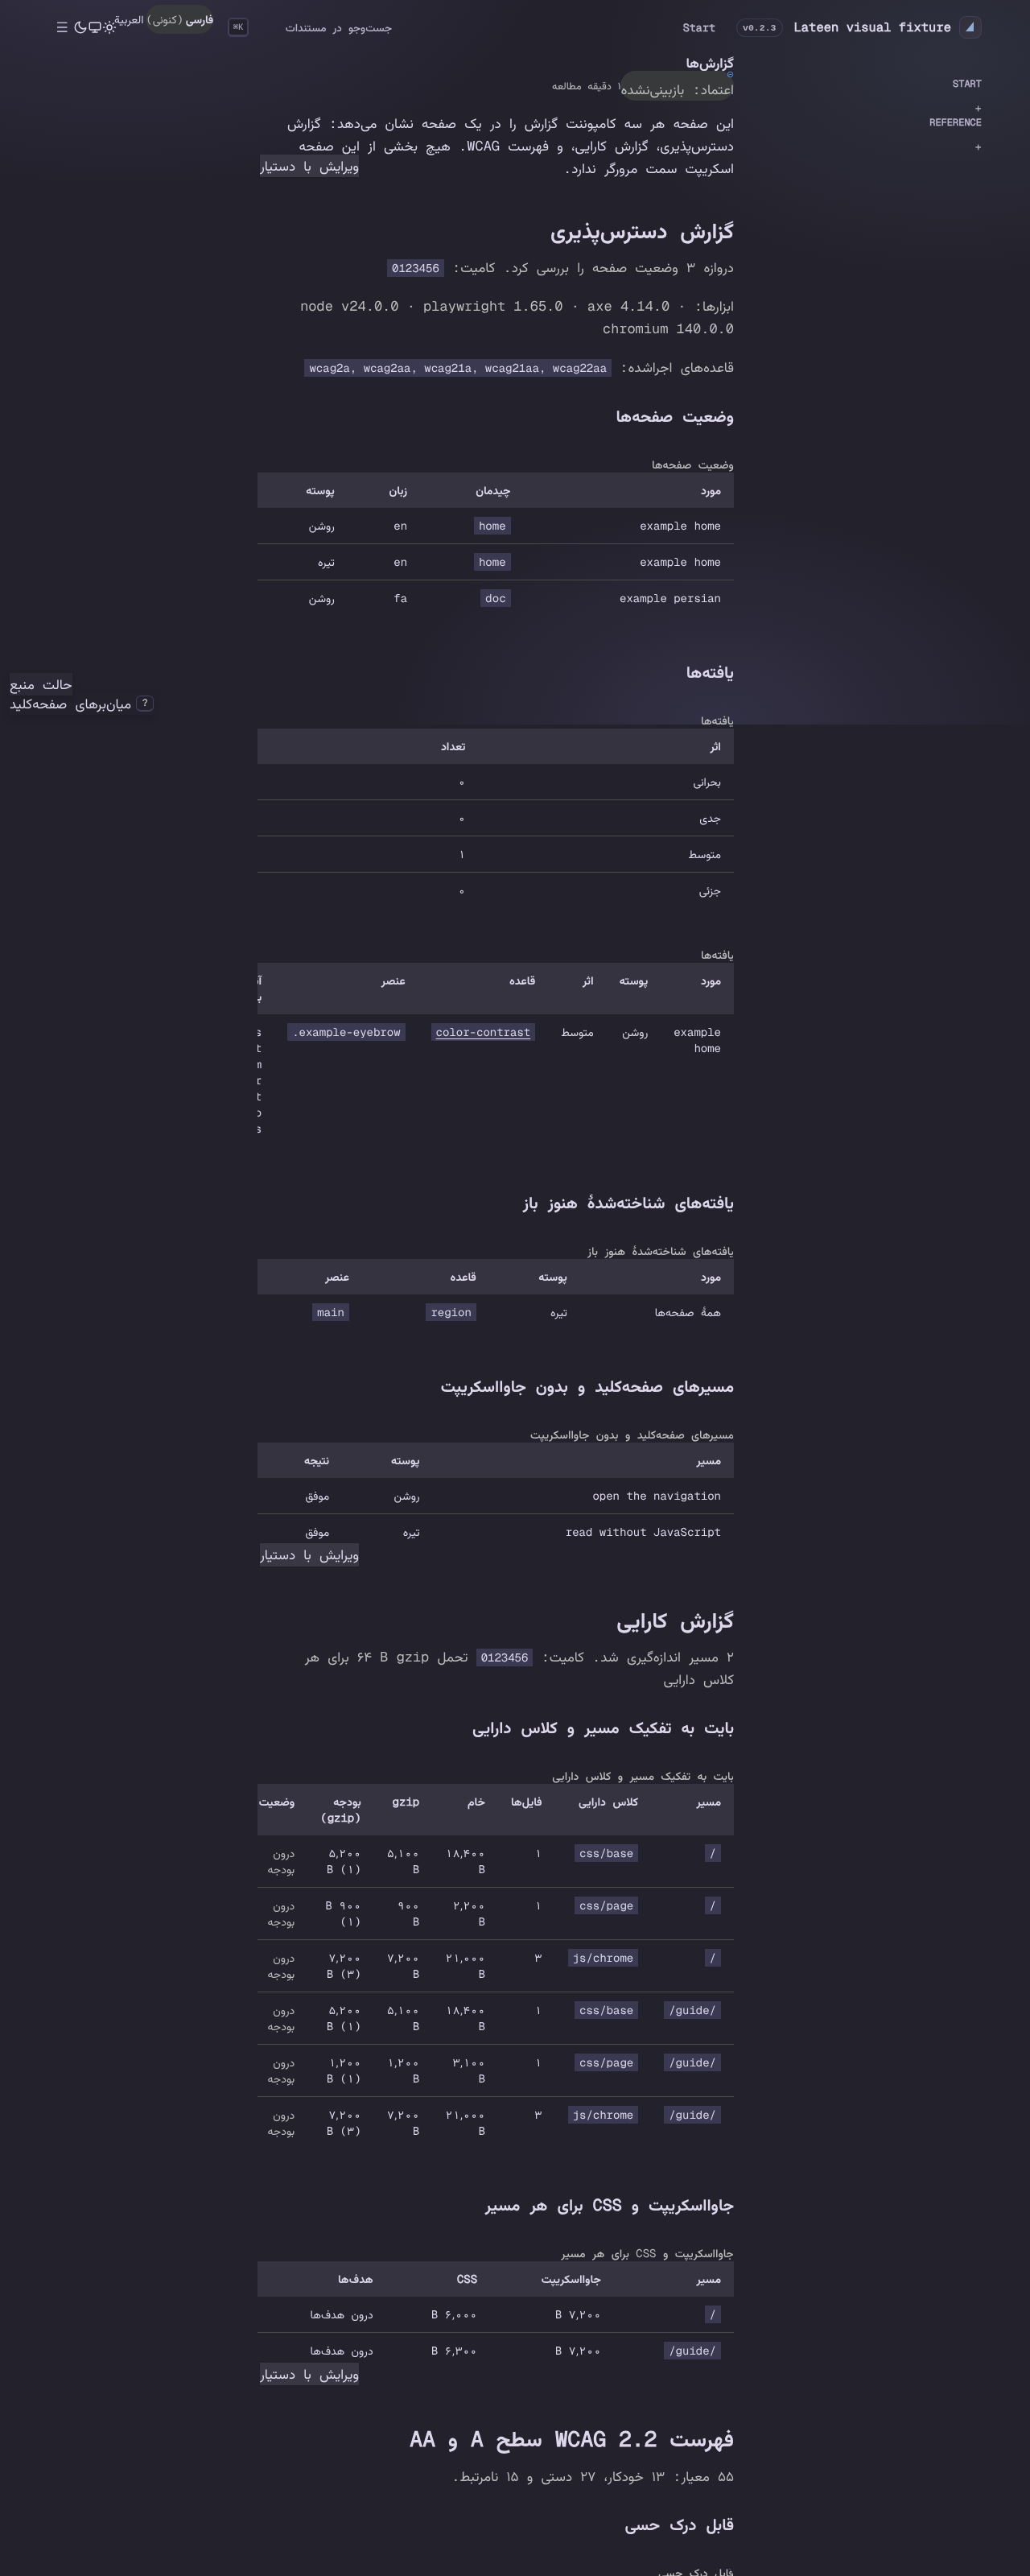 Lateen visual fixture
v0.2.3
Start
جست‌وجو در مستندات
⌘K
فارسی (کنونی)
العربية
START
+
REFERENCE
+
گزارش‌ها
اعتماد: بازبینی‌نشده
۱ دقیقه مطالعه
این صفحه هر سه کامپوننت گزارش را در یک صفحه نشان می‌دهد: گزارش
دسترس‌پذیری، گزارش کارایی، و فهرست WCAG. هیچ بخشی از این صفحه
اسکریپت سمت مرورگر ندارد.
ویرایش با دستیار
گزارش دسترس‌پذیری
دروازه ۳ وضعیت صفحه را بررسی کرد. کامیت: 0123456
ابزارها: node v24.0.0 · playwright 1.65.0 · axe 4.14.0 ·
chromium 140.0.0
قاعده‌های اجراشده: wcag2a, wcag2aa, wcag21a, wcag21aa, wcag22aa
وضعیت صفحه‌ها
وضعیت صفحه‌ها
مورد چیدمان زبان پوسته
example home home en روشن
example home home en تیره
example persian doc fa روشن
یافته‌ها
حالت منبع
میان‌برهای صفحه‌کلید ?
یافته‌ها
اثر تعداد
بحرانی ۰
جدی ۰
متوسط ۱
جزئی ۰
یافته‌ها
مورد پوسته اثر قاعده عنصر
example home روشن متوسط color-contrast .example-eyebrow
یافته‌های شناخته‌شدهٔ هنوز باز
یافته‌های شناخته‌شدهٔ هنوز باز
مورد پوسته قاعده عنصر
همهٔ صفحه‌ها تیره region main
مسیرهای صفحه‌کلید و بدون جاوااسکریپت
مسیرهای صفحه‌کلید و بدون جاوااسکریپت
مسیر پوسته نتیجه
open the navigation روشن موفق
read without JavaScript تیره موفق
ویرایش با دستیار
گزارش کارایی
۲ مسیر اندازه‌گیری شد. کامیت: 0123456 تحمل ۶۴ B gzip برای هر
کلاس دارایی
بایت به تفکیک مسیر و کلاس دارایی
بایت به تفکیک مسیر و کلاس دارایی
مسیر کلاس دارایی فایل‌ها خام gzip بودجه (gzip) وضعیت
/ css/base ۱ ۱۸,۴۰۰ B ۵,۱۰۰ B ۵,۲۰۰ B (۱) درون بودجه
/ css/page ۱ ۲,۲۰۰ B ۹۰۰ B ۹۰۰ B (۱) درون بودجه
/ js/chrome ۳ ۲۱,۰۰۰ B ۷,۲۰۰ B ۷,۲۰۰ B (۳) درون بودجه
/guide/ css/base ۱ ۱۸,۴۰۰ B ۵,۱۰۰ B ۵,۲۰۰ B (۱) درون بودجه
/guide/ css/page ۱ ۳,۱۰۰ B ۱,۲۰۰ B ۱,۲۰۰ B (۱) درون بودجه
/guide/ js/chrome ۳ ۲۱,۰۰۰ B ۷,۲۰۰ B ۷,۲۰۰ B (۳) درون بودجه
جاوااسکریپت و CSS برای هر مسیر
جاوااسکریپت و CSS برای هر مسیر
مسیر جاوااسکریپت CSS هدف‌ها
/ ۷,۲۰۰ B ۶,۰۰۰ B درون هدف‌ها
/guide/ ۷,۲۰۰ B ۶,۳۰۰ B درون هدف‌ها
ویرایش با دستیار
فهرست WCAG 2.2 سطح A و AA
۵۵ معیار: ۱۳ خودکار، ۲۷ دستی و ۱۵ نامرتبط.
قابل درک حسی
قابل درک حسی